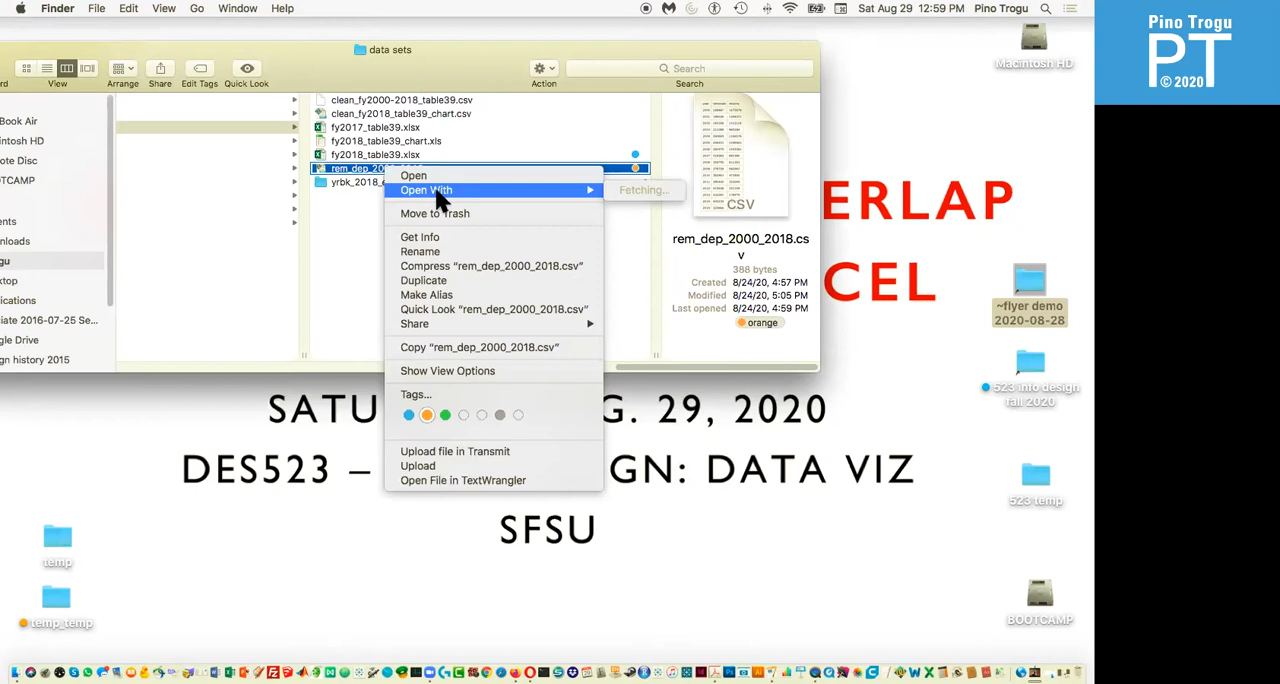 Finder File Edit View Go Window Help
Sat Aug 29 12:59 PM Pino Trogu
Pino Trogu
PT
© 2020
data sets
Search
rd View Arrange Share Edit Tags Quick Look Action Search
Macintosh HD
ook Air
intosh HD
ote Disc
OTCAMP
ents
nloads
gu
ktop
ications
iate 2016-07-25 Se...
gle Drive
gn history 2015
clean_fy2000-2018_table39.csv
clean_fy2018_table39_chart.csv
fy2017_table39.xlsx
fy2018_table39_chart.xls
fy2018_table39.xlsx
rem_dep_2000
yrbk_2018_e
Open
Open With
Fetching...
Move to Trash
Get Info
Rename
Compress “rem_dep_2000_2018.csv”
Duplicate
Make Alias
Quick Look “rem_dep_2000_2018.csv”
Share
Copy “rem_dep_2000_2018.csv”
Show View Options
Tags...
Upload file in Transmit
Upload
Open File in TextWrangler
CSV
rem_dep_2000_2018.cs
v
388 bytes
Created 8/24/20, 4:57 PM
Modified 8/24/20, 5:05 PM
Last opened 8/24/20, 4:59 PM
orange
ERLAP
CEL
~flyer demo
2020-08-28
523 info design
fall 2020
SATU G. 29, 2020
DES523 – IGN: DATA VIZ
SFSU
523 temp
temp
temp_temp
BOOTCAMP